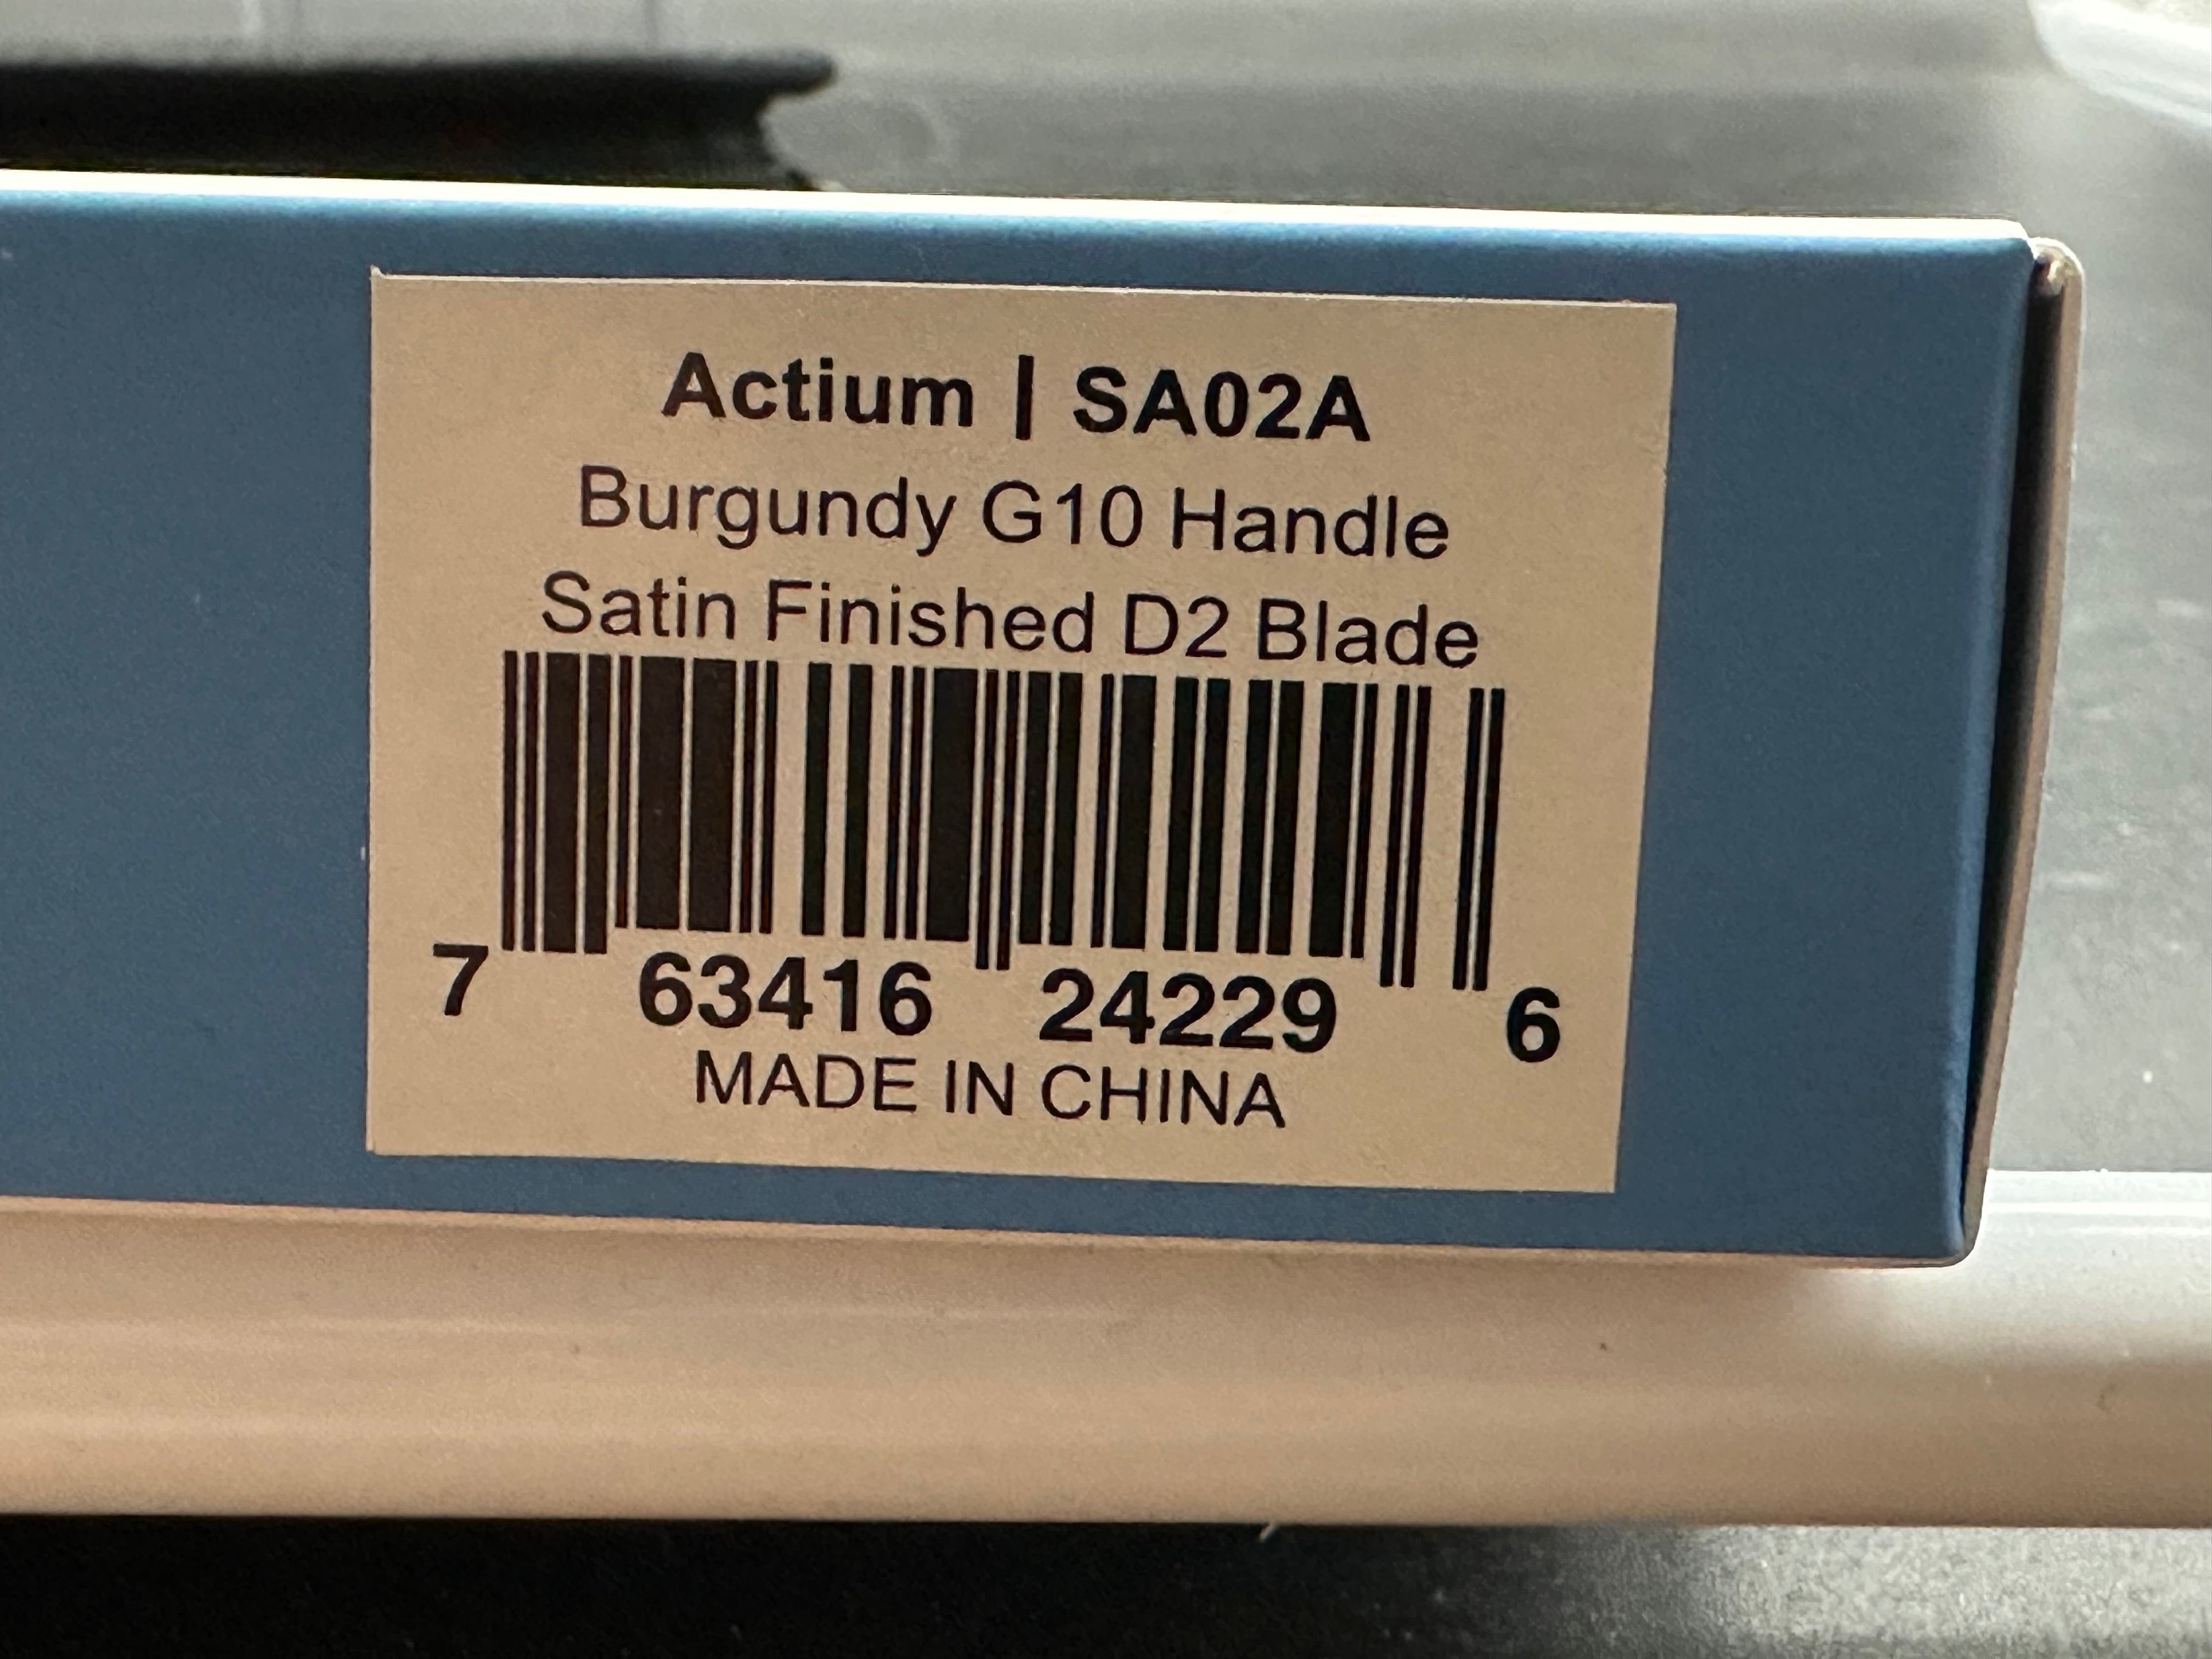 Actium | SA02A
Burgundy G10 Handle
Satin Finished D2 Blade
7 63416 24229 6
MADE IN CHINA